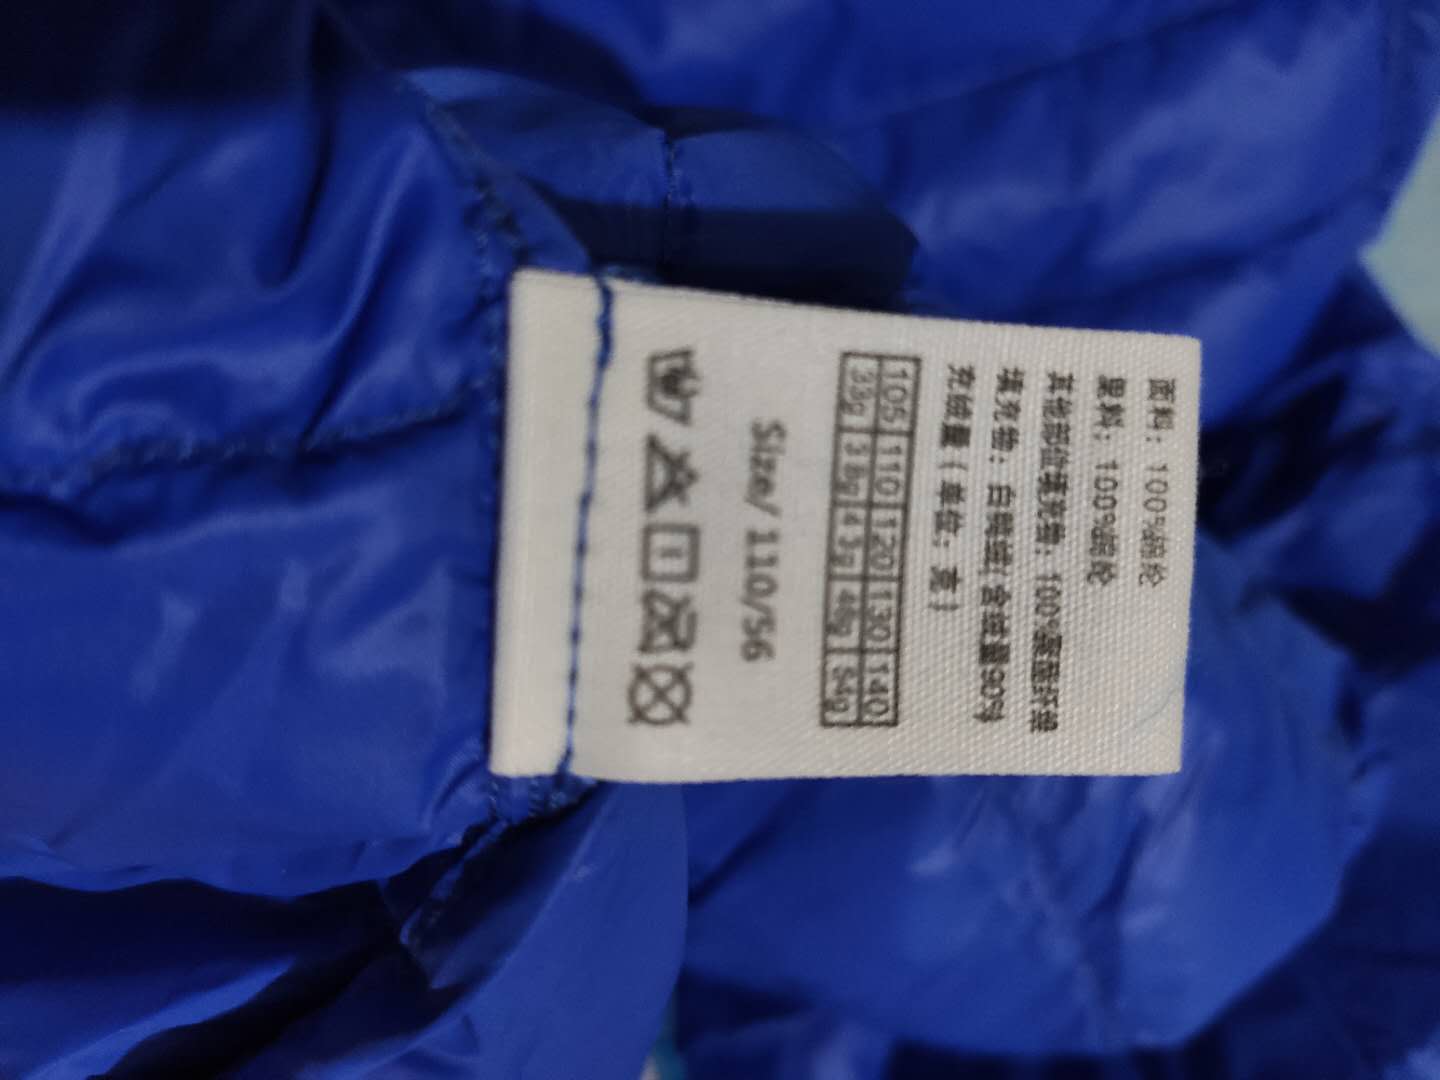 面料：100%锦纶
里料：100%锦纶
其他部位填充物：100%聚酯纤维
填充物：白鸭绒(含绒量90%)
充绒量(单位：克)
105 110 120 130 140
33g 38g 43g 48g 54g
Size/110/56